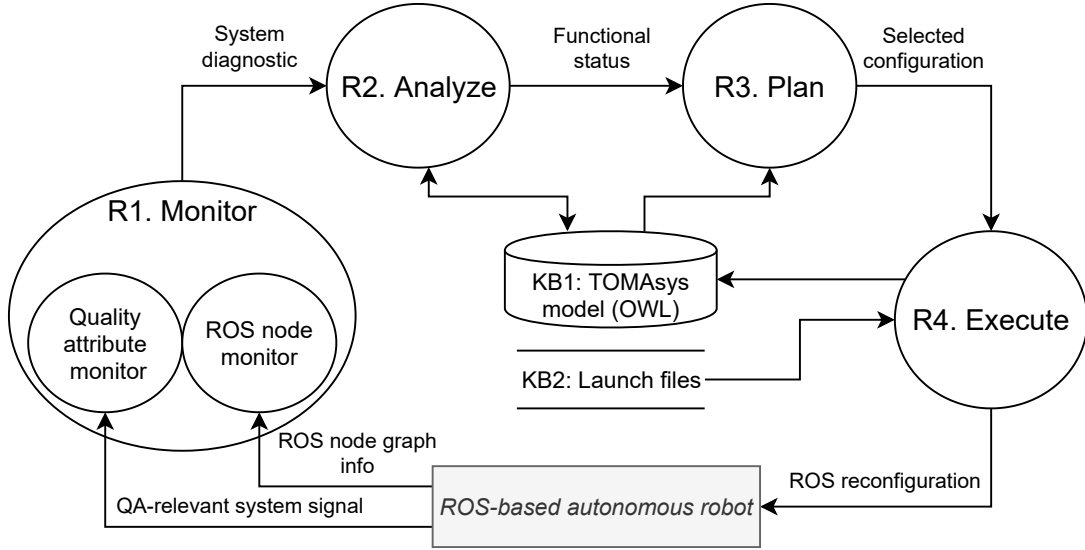 System
diagnostic
R2. Analyze
Functional
status
R3. Plan
Selected
configuration
R1. Monitor
Quality
attribute
monitor
ROS node
monitor
KB1: TOMAsys
model (OWL)
R4. Execute
KB2: Launch files
ROS node graph
info
QA-relevant system signal
ROS-based autonomous robot
ROS reconfiguration